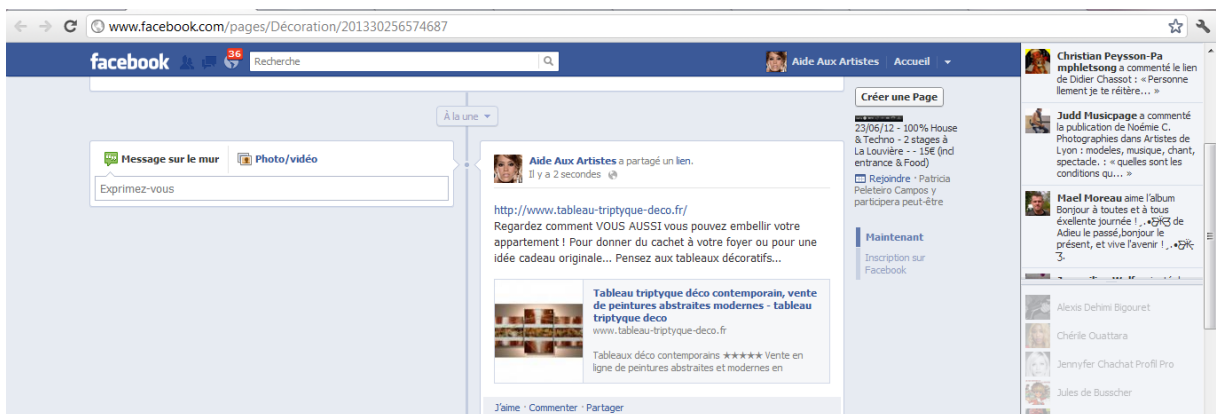 www.facebook.com/pages/Décoration/201330256574687
facebook
36
Recherche
Aide Aux Artistes
Accueil
À la une
Message sur le mur
Photo/vidéo
Exprimez-vous
Aide Aux Artistes a partagé un lien.
Il y a 2 secondes
http://www.tableau-triptyque-deco.fr/
Regardez comment VOUS AUSSI vous pouvez embellir votre
appartement ! Pour donner du cachet à votre foyer ou pour une
idée cadeau originale... Pensez aux tableaux décoratifs...
Tableau triptyque déco contemporain, vente
de peintures abstraites modernes - tableau
triptyque deco
www.tableau-triptyque-deco.fr
Tableaux déco contemporains ★★★★★ Vente en
ligne de peintures abstraites et modernes en
J'aime · Commenter · Partager
Créer une Page
23/06/12 - 100% House
& Techno - 2 stages à
La Louvière - - 15€ (incl
entrance & Food)
Rejoindre · Patricia
Peleteiro Campos y
participera peut-être
Maintenant
Inscription sur
Facebook
Christian Peysson-Pa
mphletsong a commenté le lien
de Didier Chassot : « Personne
llement je te réitère... »
Judd Musicpage a commenté
la publication de Noémie C.
Photographies dans Artistes de
Lyon : modeles, musique, chant,
spectacle. : « quelles sont les
conditions qu... »
Mael Moreau aime l'album
Bonjour à toutes et à tous
éxellente journée ! de
Adieu le passé,bonjour le
présent, et vive l'avenir !
Alexis Dehimi Bigouret
Chérile Ouattara
Jennyfer Chachat Profil Pro
Jules de Busscher